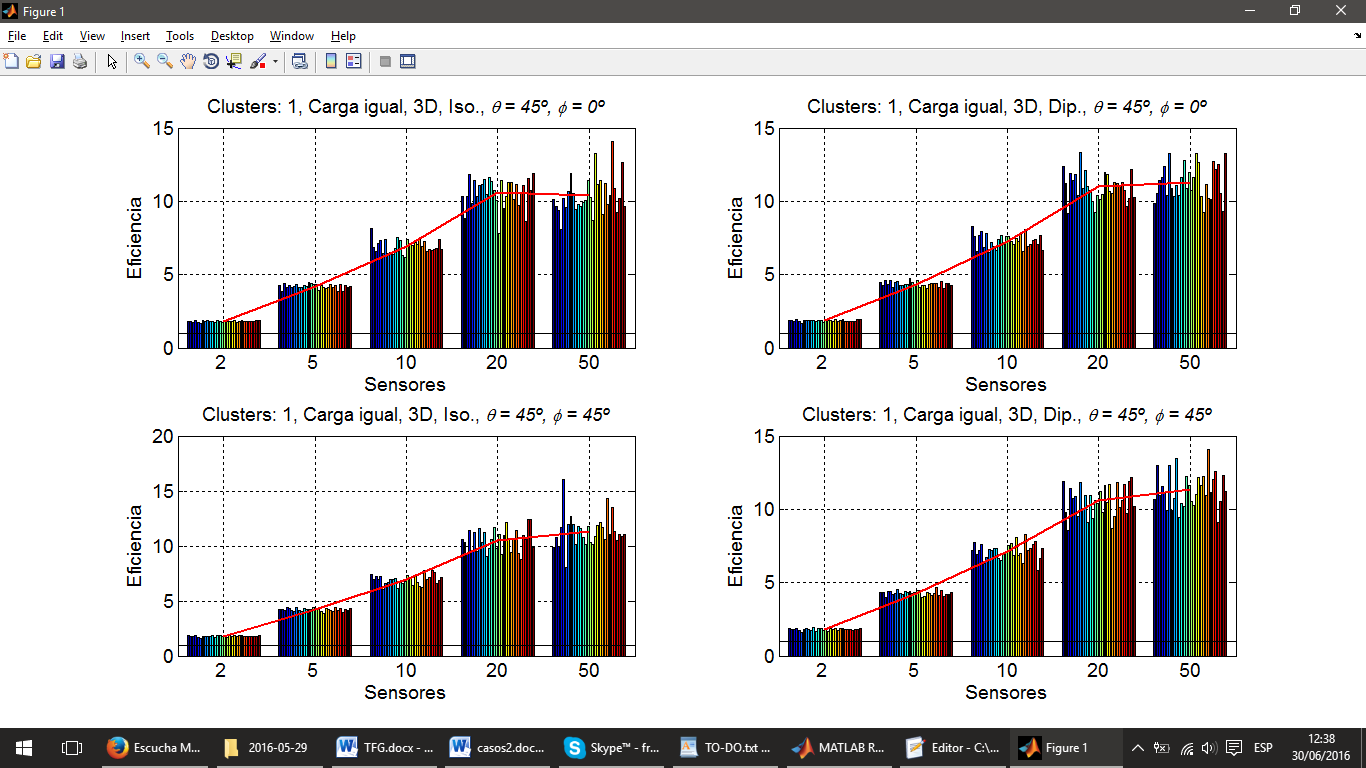 Figure 1
File Edit View Insert Tools Desktop Window Help
Clusters: 1, Carga igual, 3D, Iso., θ = 45º, ϕ = 0º
15
10
5
0
Eficiencia
2 5 10 20 50
Sensores
Clusters: 1, Carga igual, 3D, Dip., θ = 45º, ϕ = 0º
15
10
5
0
Eficiencia
2 5 10 20 50
Sensores
Clusters: 1, Carga igual, 3D, Iso., θ = 45º, ϕ = 45º
20
15
10
5
0
Eficiencia
2 5 10 20 50
Sensores
Clusters: 1, Carga igual, 3D, Dip., θ = 45º, ϕ = 45º
15
10
5
0
Eficiencia
2 5 10 20 50
Sensores
Escucha M... 2016-05-29 TFG.docx - ... casos2.doc... Skype™ - fr... TO-DO.txt ... MATLAB R... Editor - C:\... Figure 1 ESP 12:38
30/06/2016